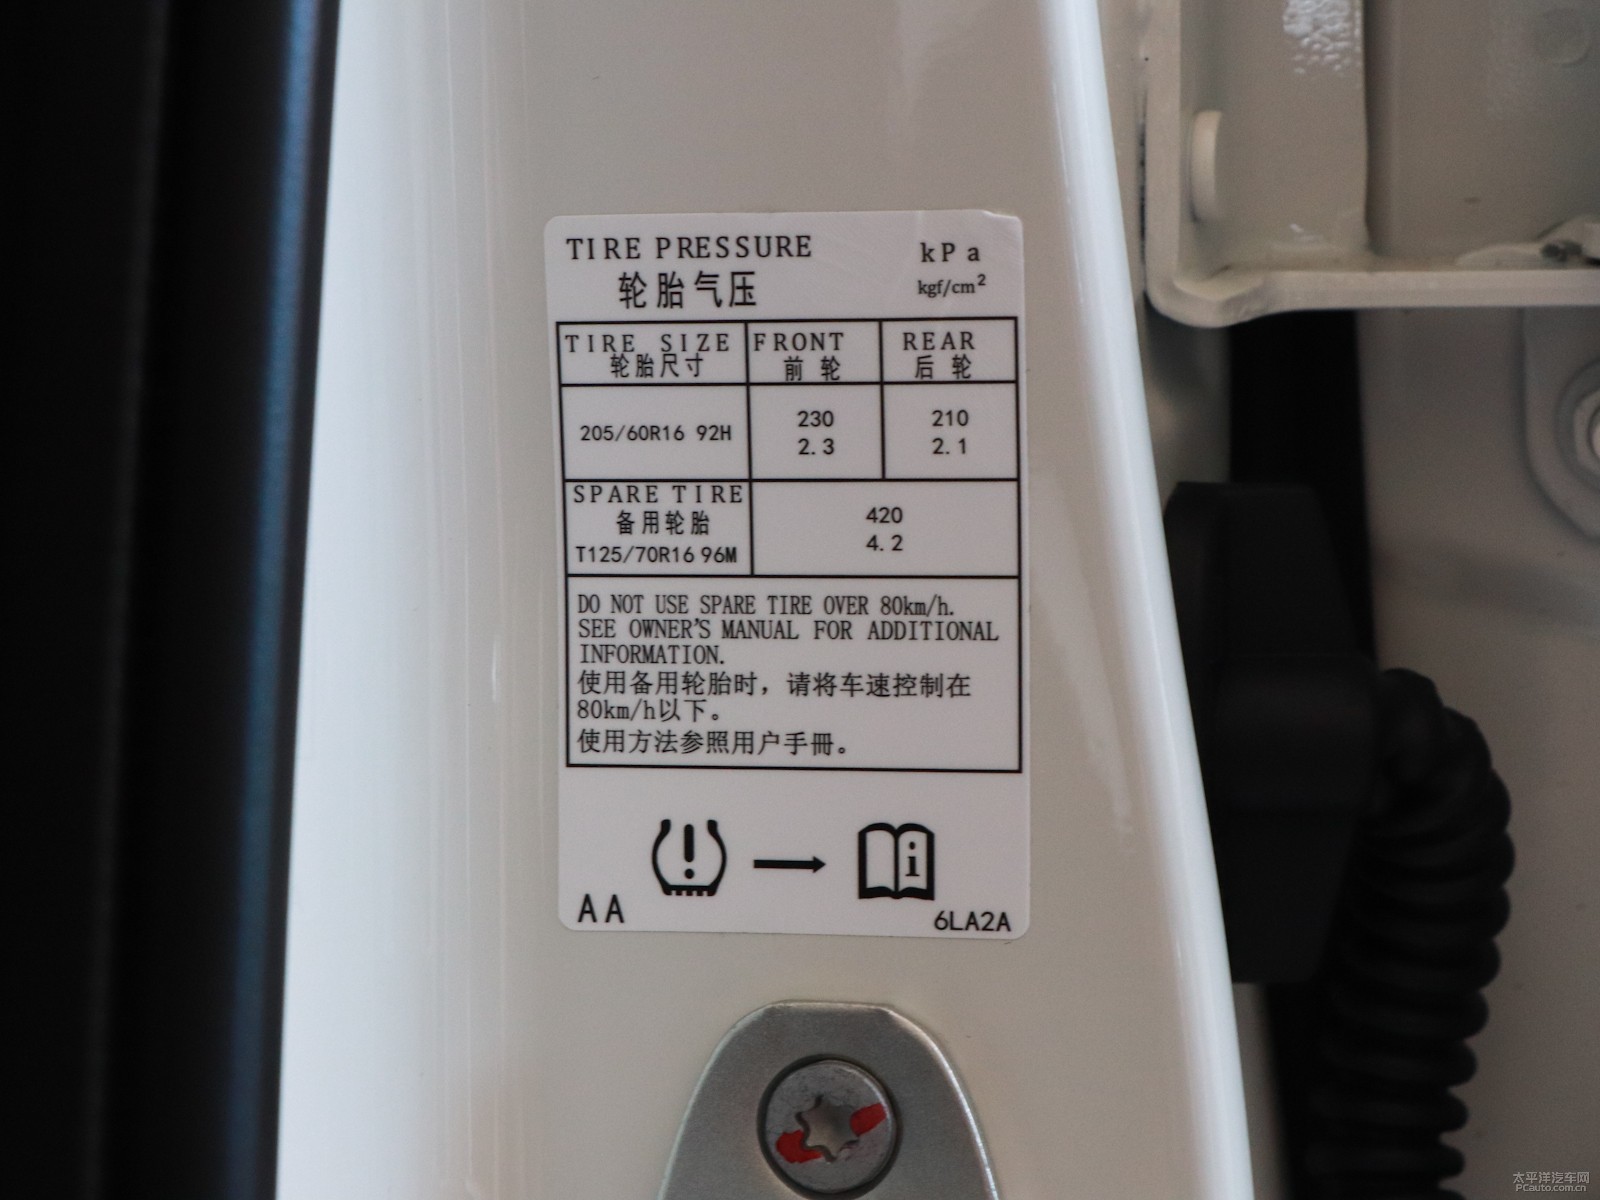 TIRE PRESSURE kPa
轮胎气压 kgf/cm²
TIRE SIZE FRONT REAR
轮胎尺寸 前轮 后轮
205/60R16 92H 230 210
2.3 2.1
SPARE TIRE
备用轮胎 420
T125/70R16 96M 4.2
DO NOT USE SPARE TIRE OVER 80km/h.
SEE OWNER'S MANUAL FOR ADDITIONAL
INFORMATION.
使用备用轮胎时，请将车速控制在
80km/h以下。
使用方法参照用户手冊。
AA 6LA2A
太平洋汽车网
PCauto.com.cn